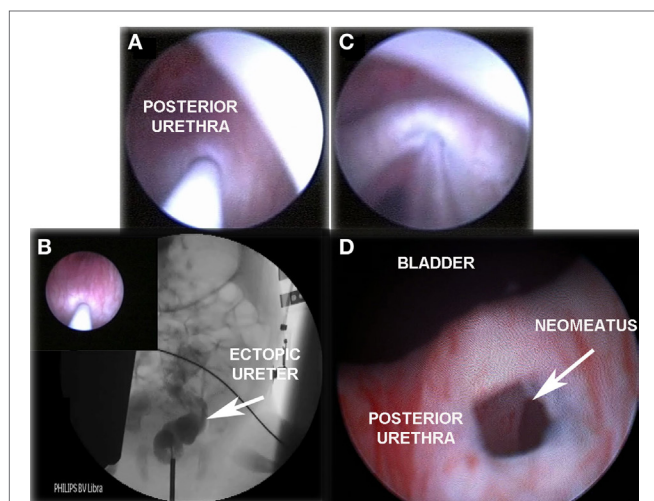 A
POSTERIOR
URETHRA
C
B
ECTOPIC
URETER
PHILIPS BV Libra
D
BLADDER
NEOMEATUS
POSTERIOR
URETHRA